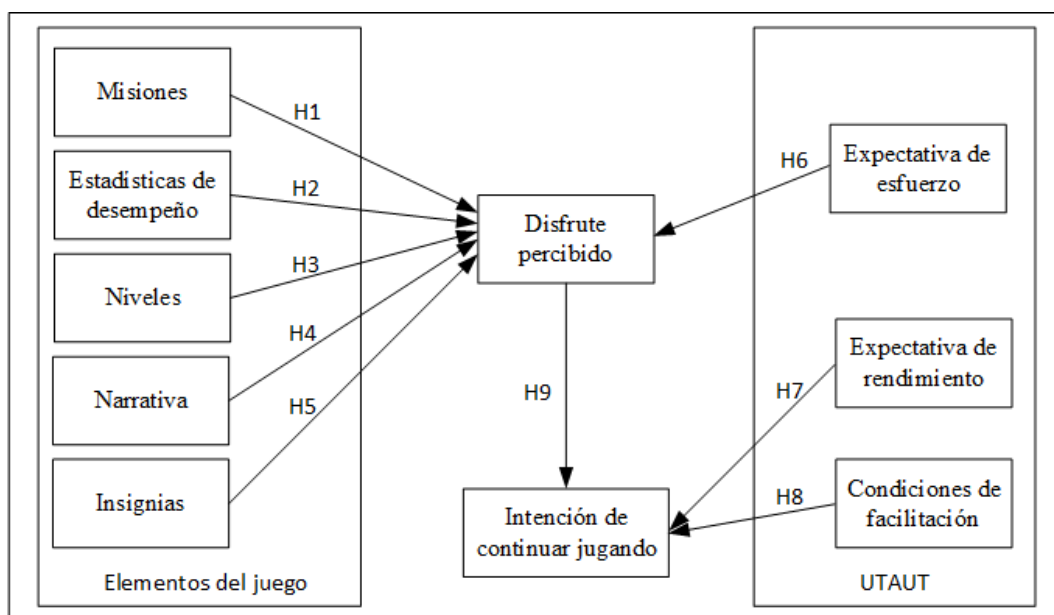 Misiones
H1
Estadísticas de
desempeño
H2
Niveles
H3
Narrativa
H4
Insignias
H5
Elementos del juego
Disfrute
percibido
H9
Intención de
continuar jugando
H6
Expectativa de
esfuerzo
H7
Expectativa de
rendimiento
H8
Condiciones de
facilitación
UTAUT